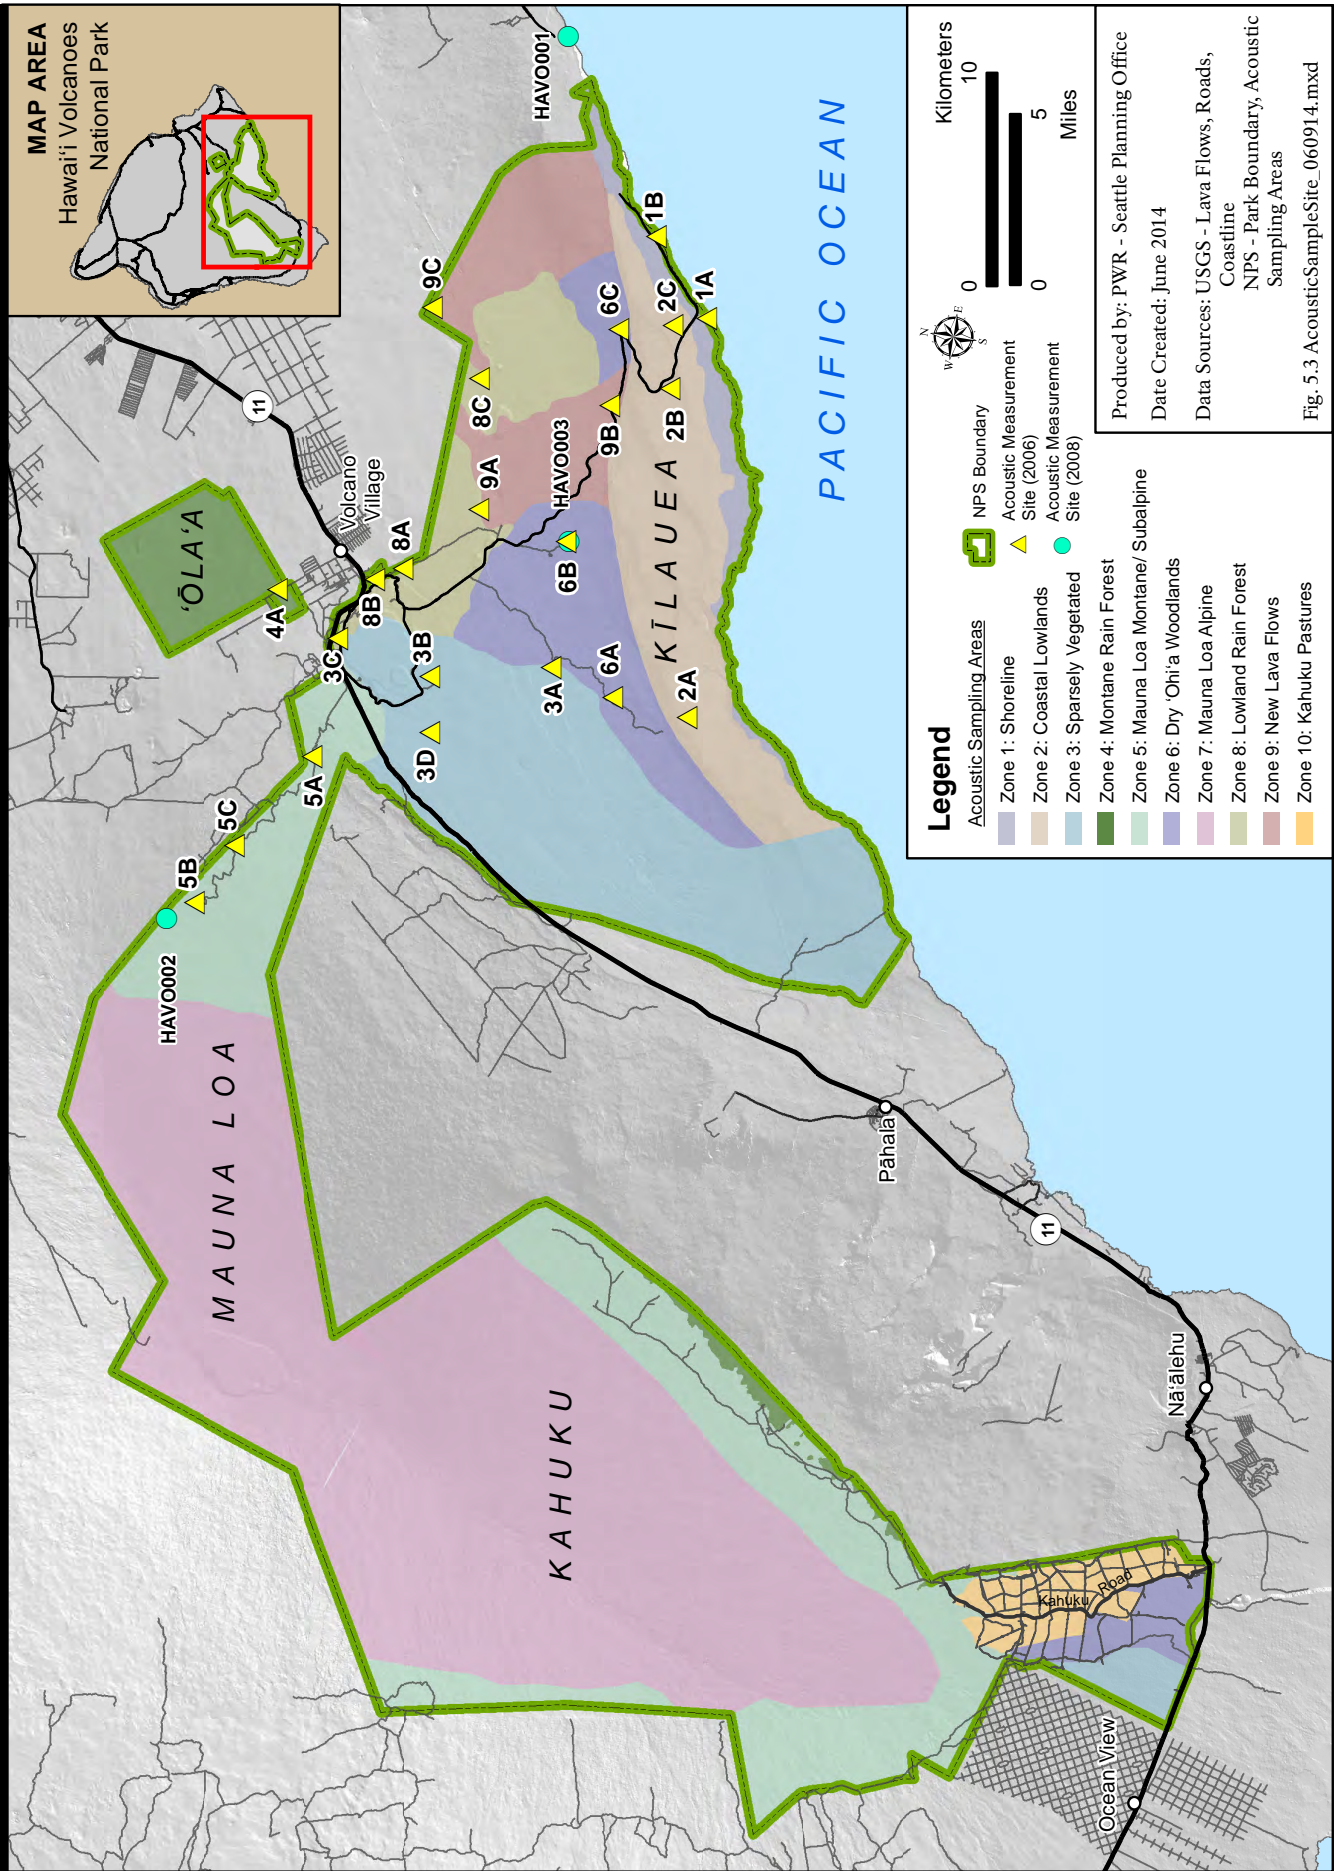 MAP AREA
Hawai‘i Volcanoes
National Park
‘ŌLA‘A
MAUNA LOA
KAHUKU
KĪLAUEA
PACIFIC OCEAN
HAVO002
5B
5C
5A
4A
3C
8B
8A
3B
3D
3A
6A
2A
6B
HAVO003
9A
8C
9C
9B
6C
2B
2C
1A
1B
HAVO001
11
Volcano
Village
Pāhala
11
Nā‘ālehu
Kahuku
Road
Ocean View
Legend
Acoustic Sampling Areas
Zone 1: Shoreline
Zone 2: Coastal Lowlands
Zone 3: Sparsely Vegetated
Zone 4: Montane Rain Forest
Zone 5: Mauna Loa Montane/ Subalpine
Zone 6: Dry ‘Ohi‘a Woodlands
Zone 7: Mauna Loa Alpine
Zone 8: Lowland Rain Forest
Zone 9: New Lava Flows
Zone 10: Kahuku Pastures
NPS Boundary
Acoustic Measurement
Site (2006)
Acoustic Measurement
Site (2008)
N
E
S
W
Kilometers
0 10
0 5
Miles
Produced by: PWR - Seattle Planning Office
Date Created: June 2014
Data Sources: USGS - Lava Flows, Roads,
Coastline
NPS - Park Boundary, Acoustic
Sampling Areas
Fig. 5.3 AcousticSampleSite_060914.mxd